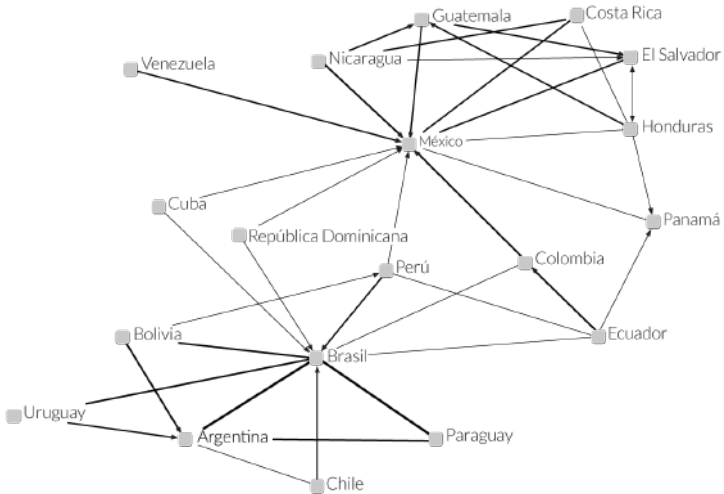 Guatemala
Costa Rica
Nicaragua
El Salvador
Venezuela
México
Honduras
Cuba
República Dominicana
Panamá
Perú
Colombia
Bolivia
Brasil
Ecuador
Uruguay
Argentina
Paraguay
Chile